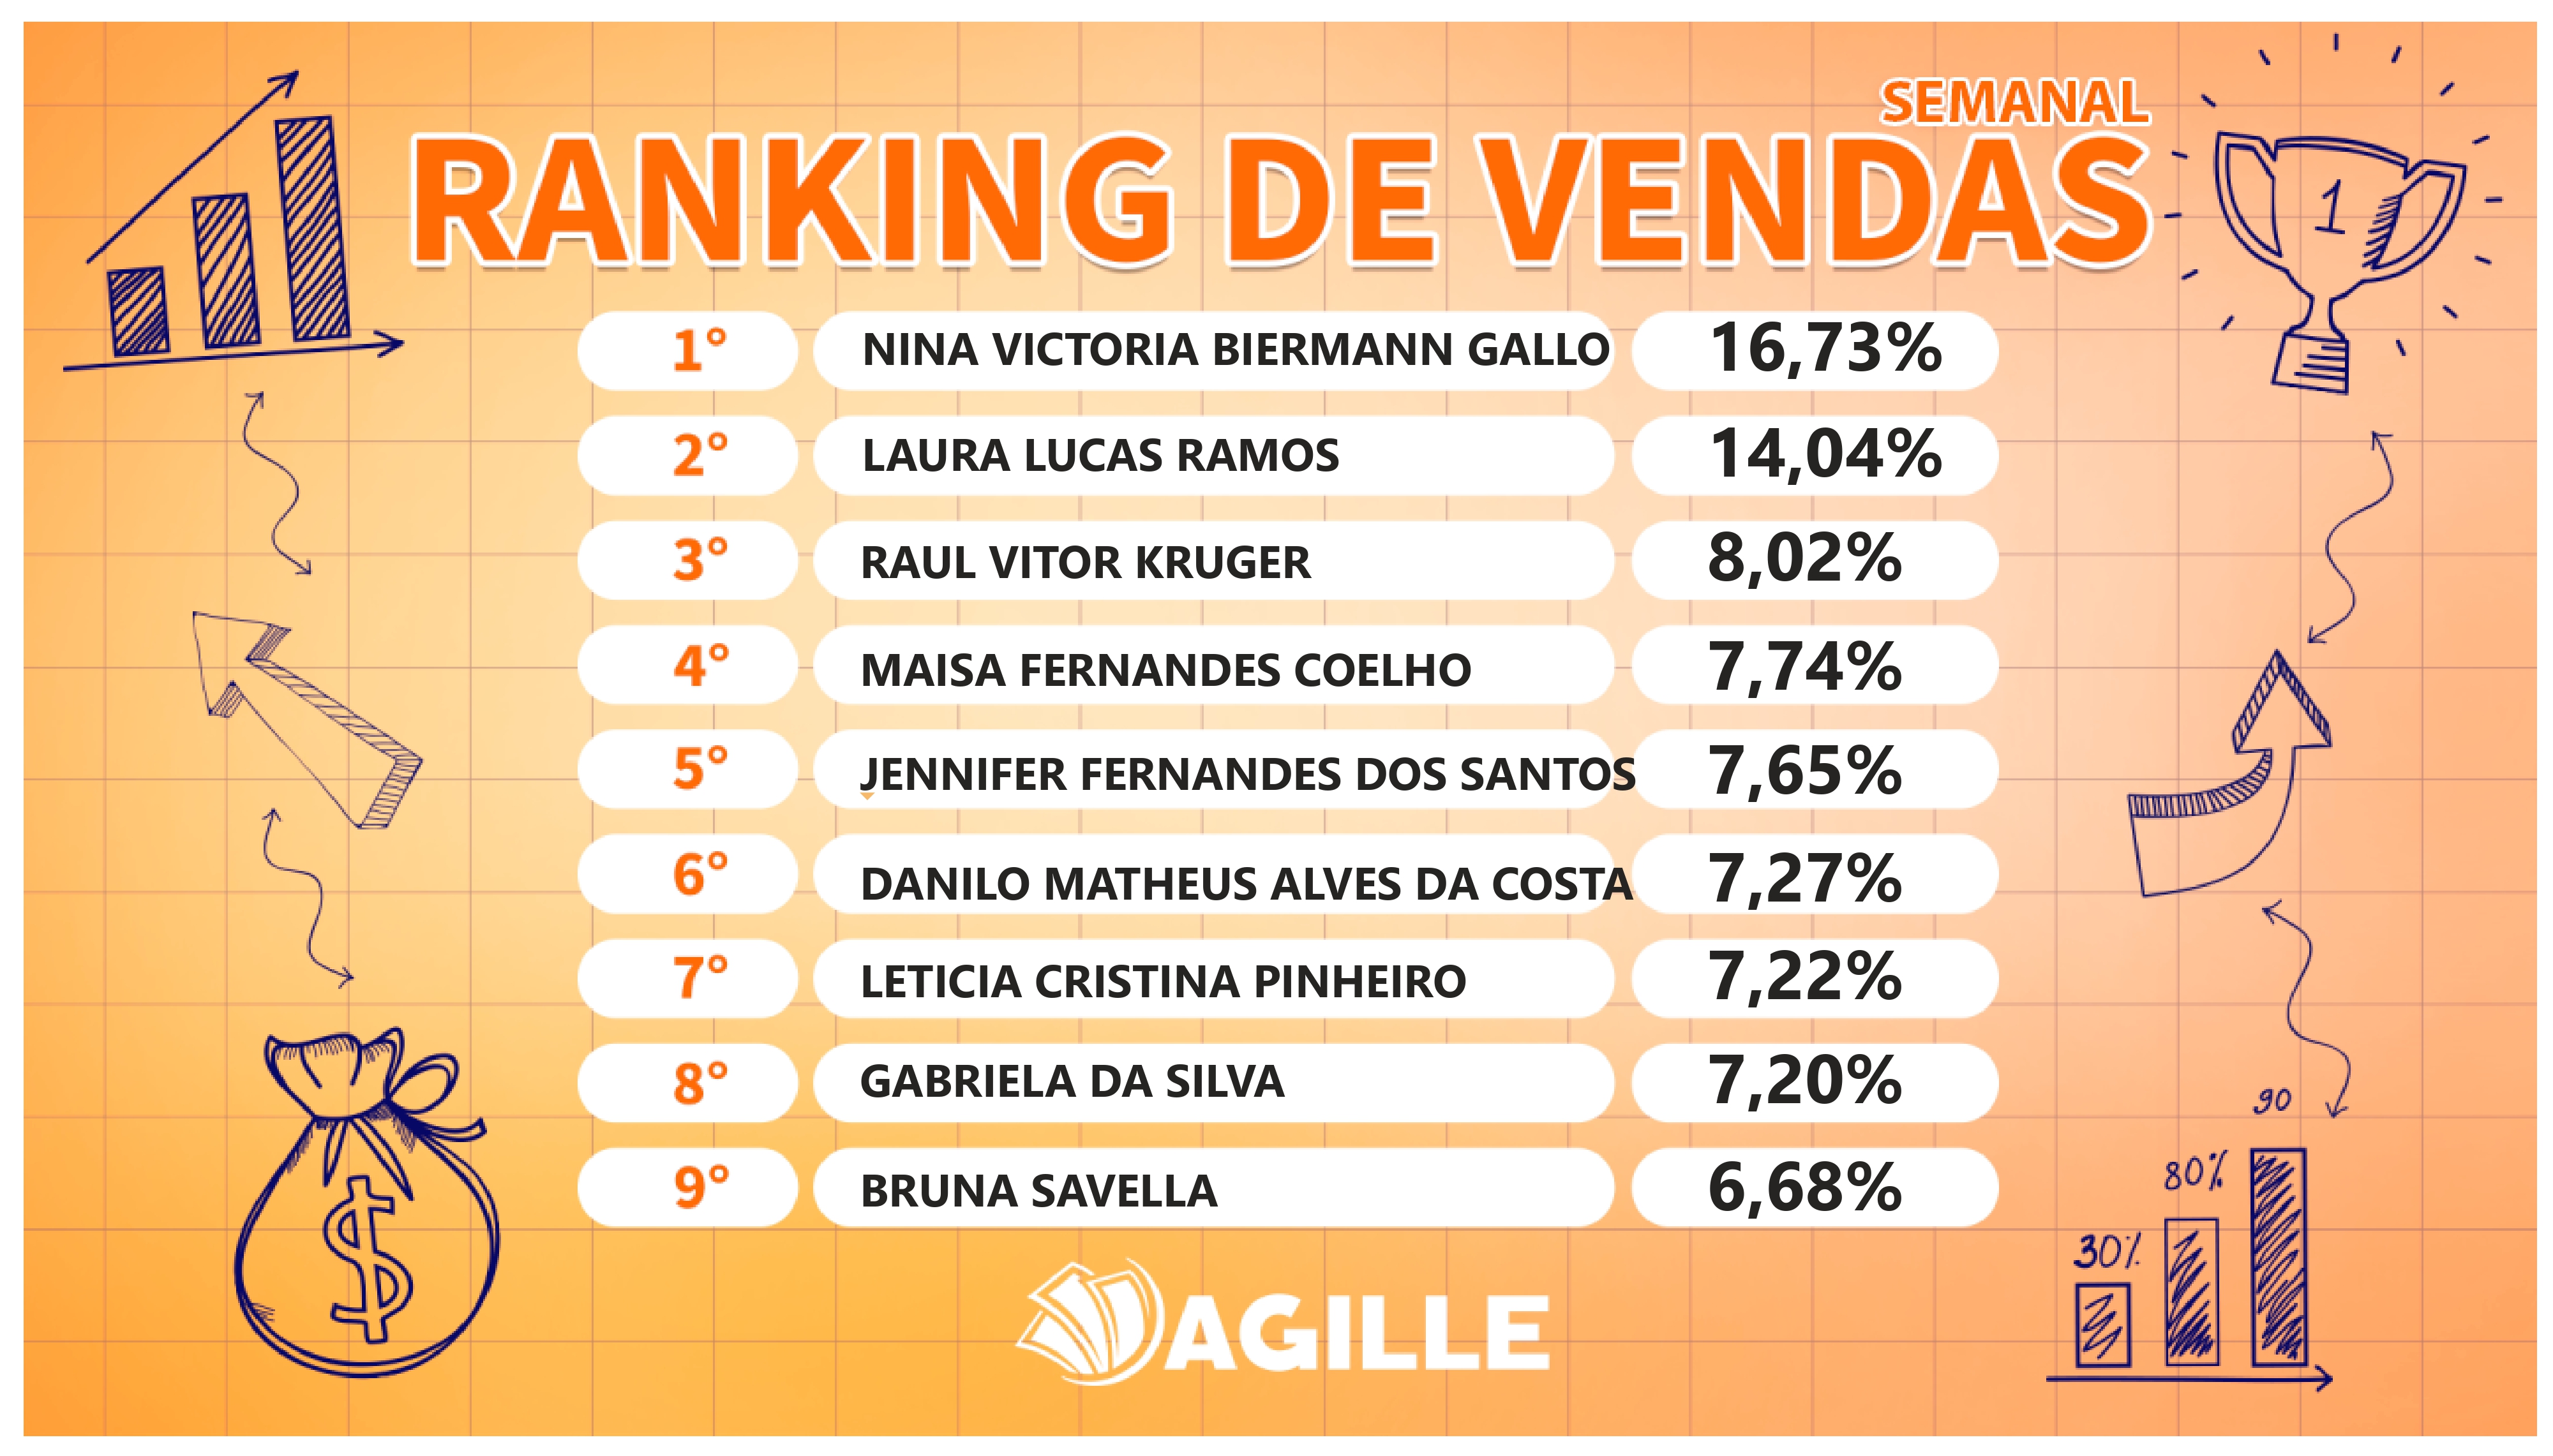 SEMANAL
RANKING DE VENDAS
1
1° NINA VICTORIA BIERMANN GALLO 16,73%
2° LAURA LUCAS RAMOS 14,04%
3° RAUL VITOR KRUGER 8,02%
4° MAISA FERNANDES COELHO 7,74%
5° JENNIFER FERNANDES DOS SANTOS 7,65%
6° DANILO MATHEUS ALVES DA COSTA 7,27%
7° LETICIA CRISTINA PINHEIRO 7,22%
8° GABRIELA DA SILVA 7,20%
9° BRUNA SAVELLA 6,68%
$
90
80%
30%
AGILLE